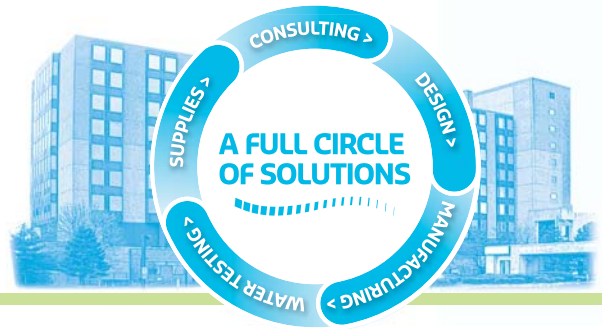 CONSULTING >
DESIGN >
MANUFACTURING >
WATER TESTING >
SUPPLIES >
A FULL CIRCLE
OF SOLUTIONS